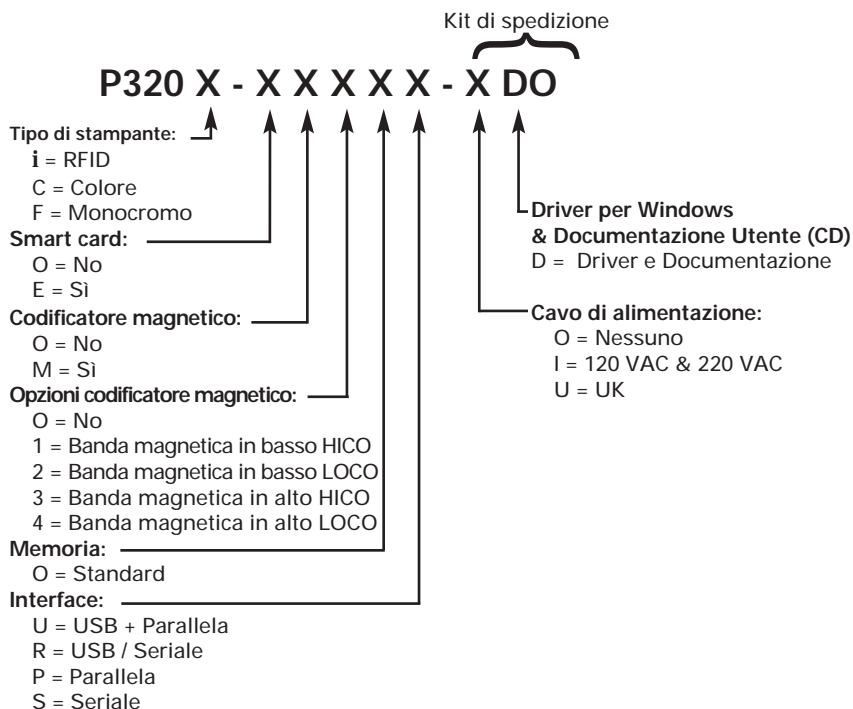 Kit di spedizione
P320 X - X X X X X - X DO
Tipo di stampante:
i = RFID
C = Colore
F = Monocromo
Smart card:
O = No
E = Sì
Codificatore magnetico:
O = No
M = Sì
Opzioni codificatore magnetico:
O = No
1 = Banda magnetica in basso HICO
2 = Banda magnetica in basso LOCO
3 = Banda magnetica in alto HICO
4 = Banda magnetica in alto LOCO
Memoria:
O = Standard
Interface:
U = USB + Parallela
R = USB / Seriale
P = Parallela
S = Seriale
Driver per Windows
& Documentazione Utente (CD)
D = Driver e Documentazione
Cavo di alimentazione:
O = Nessuno
I = 120 VAC & 220 VAC
U = UK